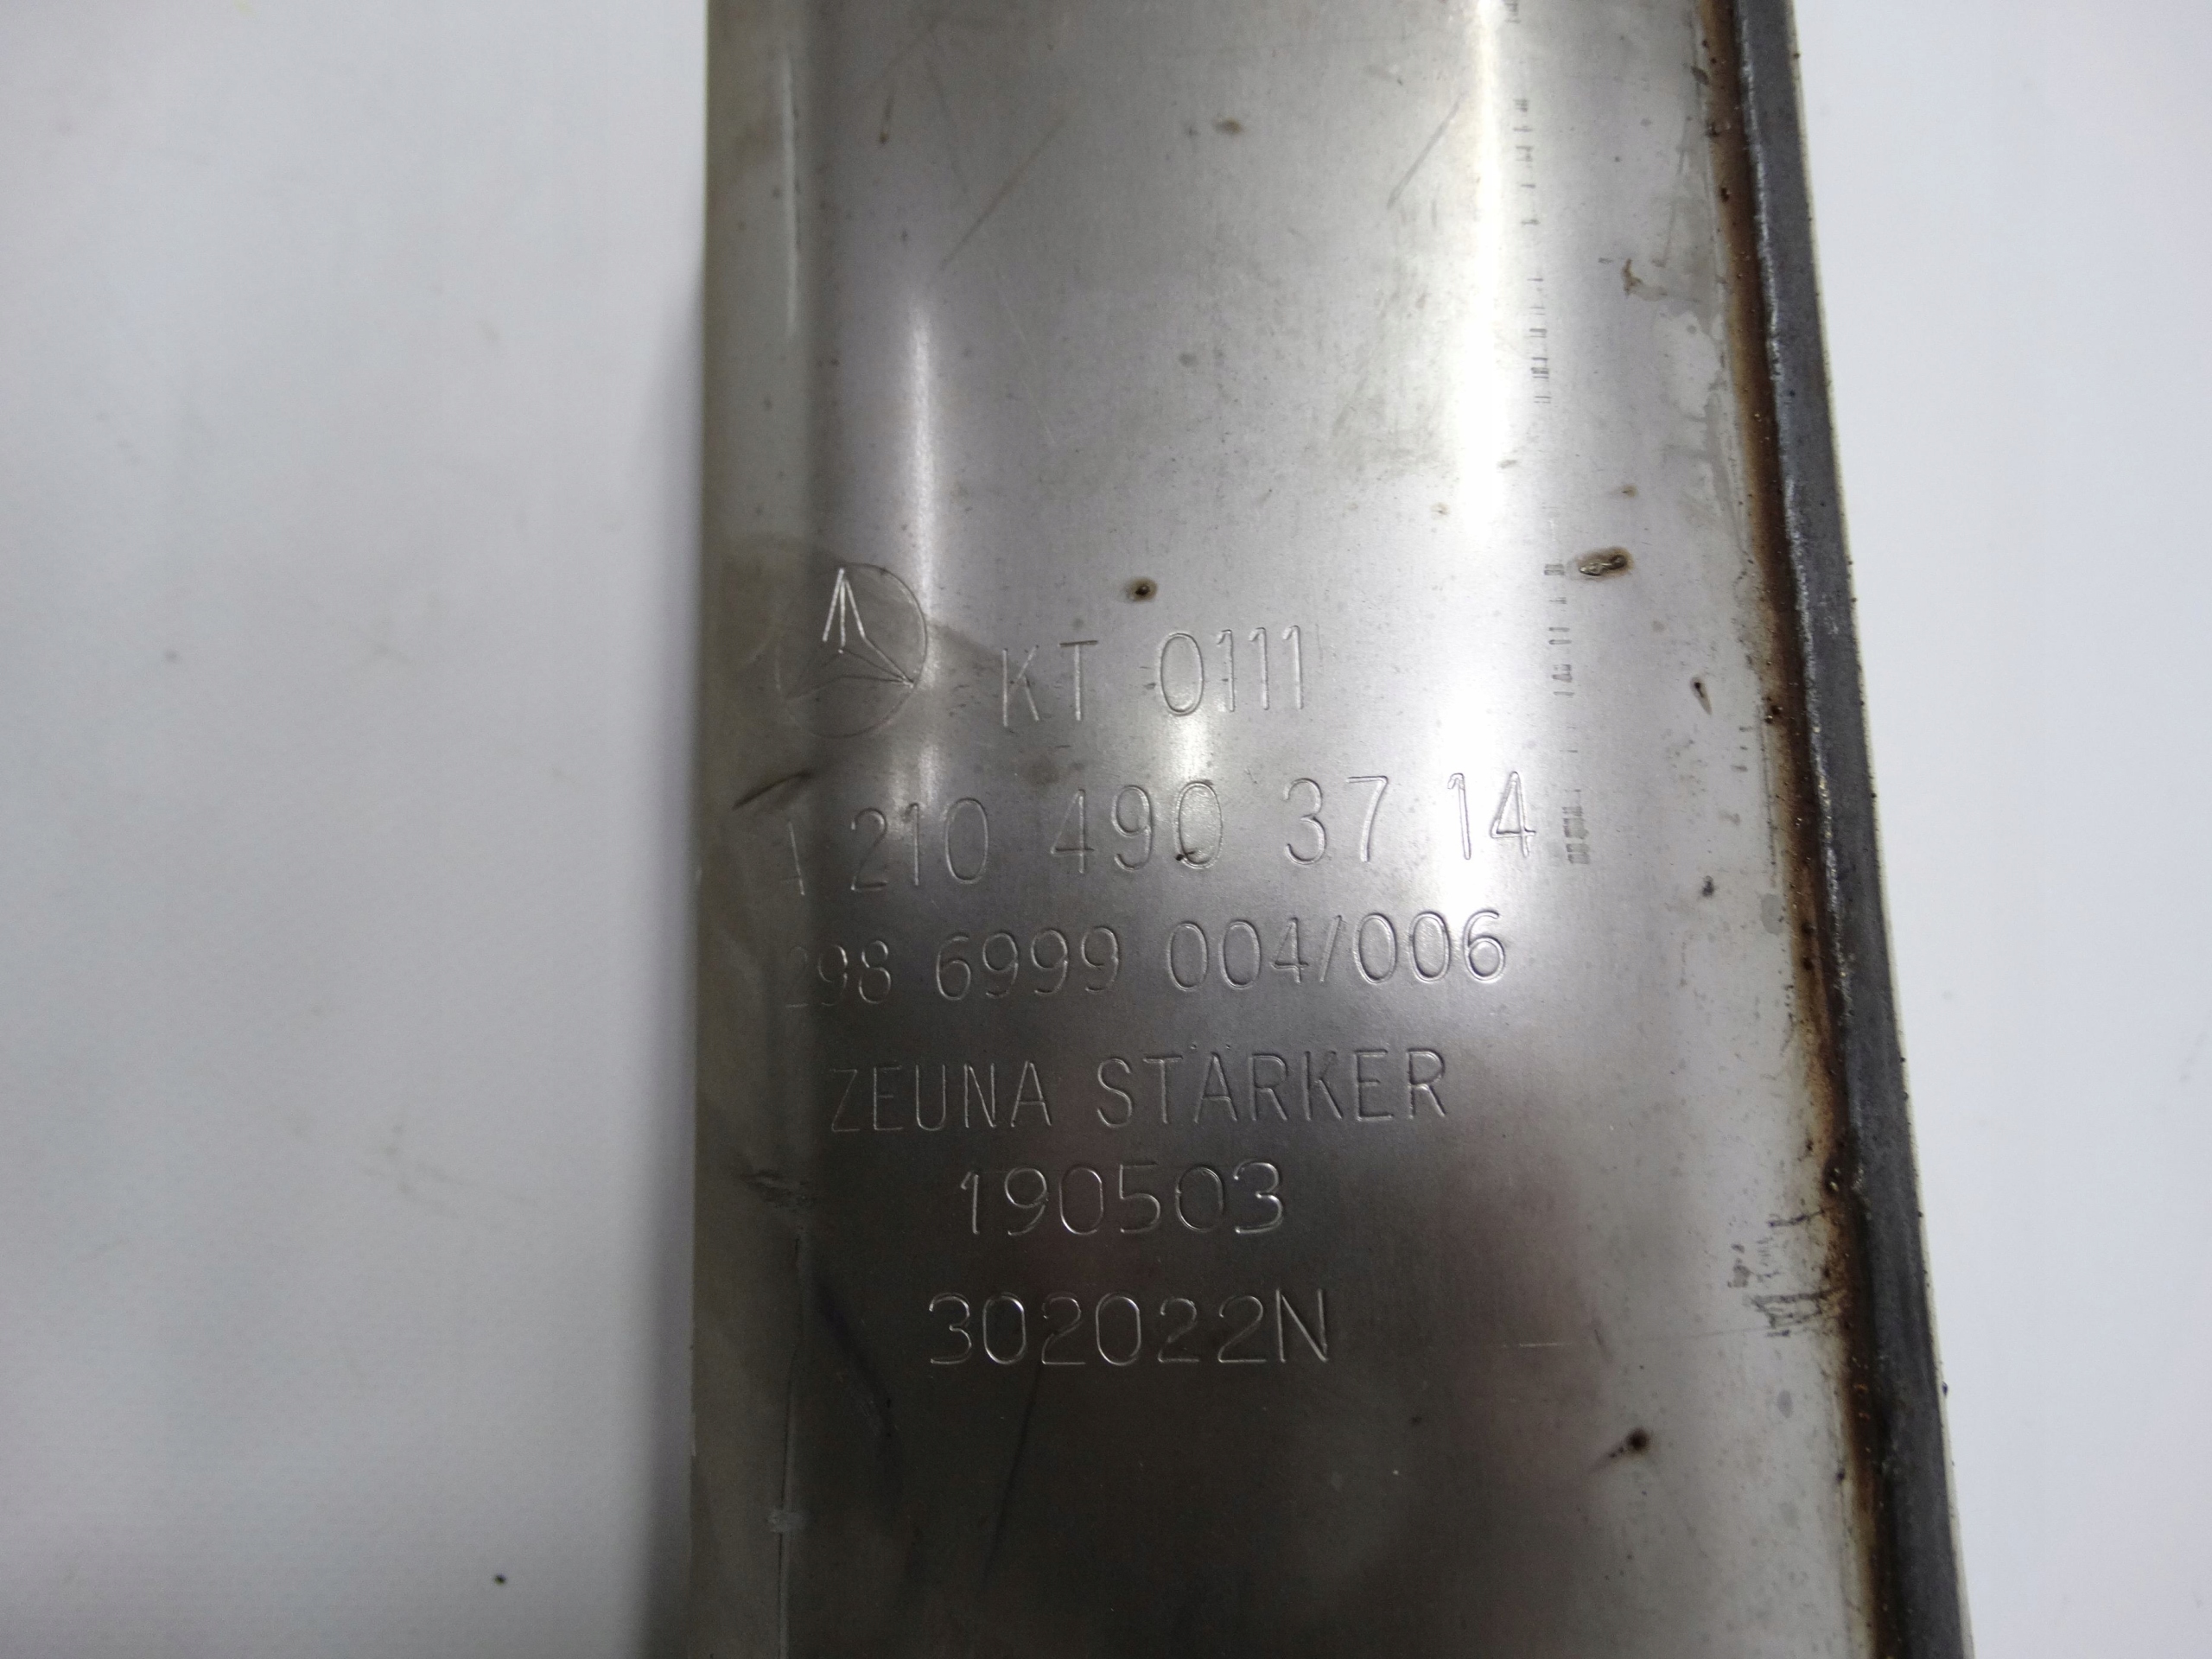 KT 0111
A 210 490 37 14
298 6999 004/006
ZEUNA STÄRKER
190503
302022N